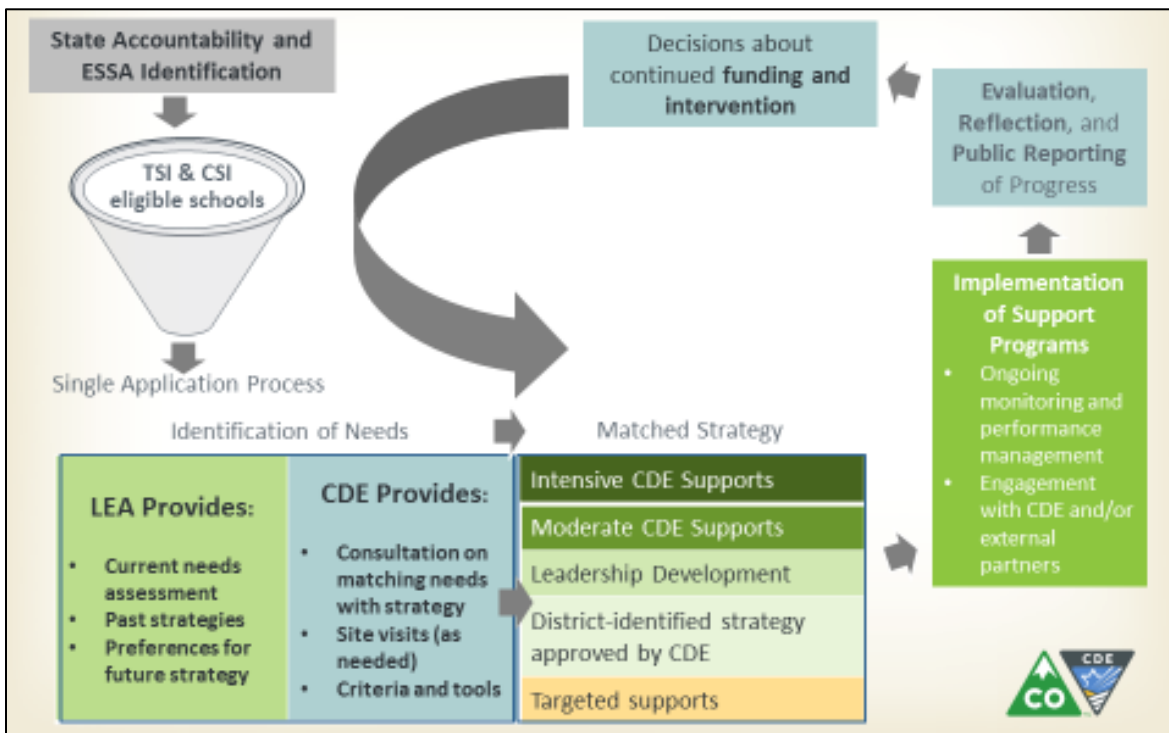 State Accountability and
ESSA Identification
TSI & CSI
eligible schools
Single Application Process
Identification of Needs
Matched Strategy
LEA Provides:
• Current needs
assessment
• Past strategies
• Preferences for
future strategy
CDE Provides:
• Consultation on
matching needs
with strategy
• Site visits (as
needed)
• Criteria and tools
Intensive CDE Supports
Moderate CDE Supports
Leadership Development
District-identified strategy
approved by CDE
Targeted supports
Implementation
of Support
Programs
• Ongoing
monitoring and
performance
management
• Engagement
with CDE and/or
external
partners
Evaluation,
Reflection, and
Public Reporting
of Progress
Decisions about
continued funding and
intervention
CO
CDE